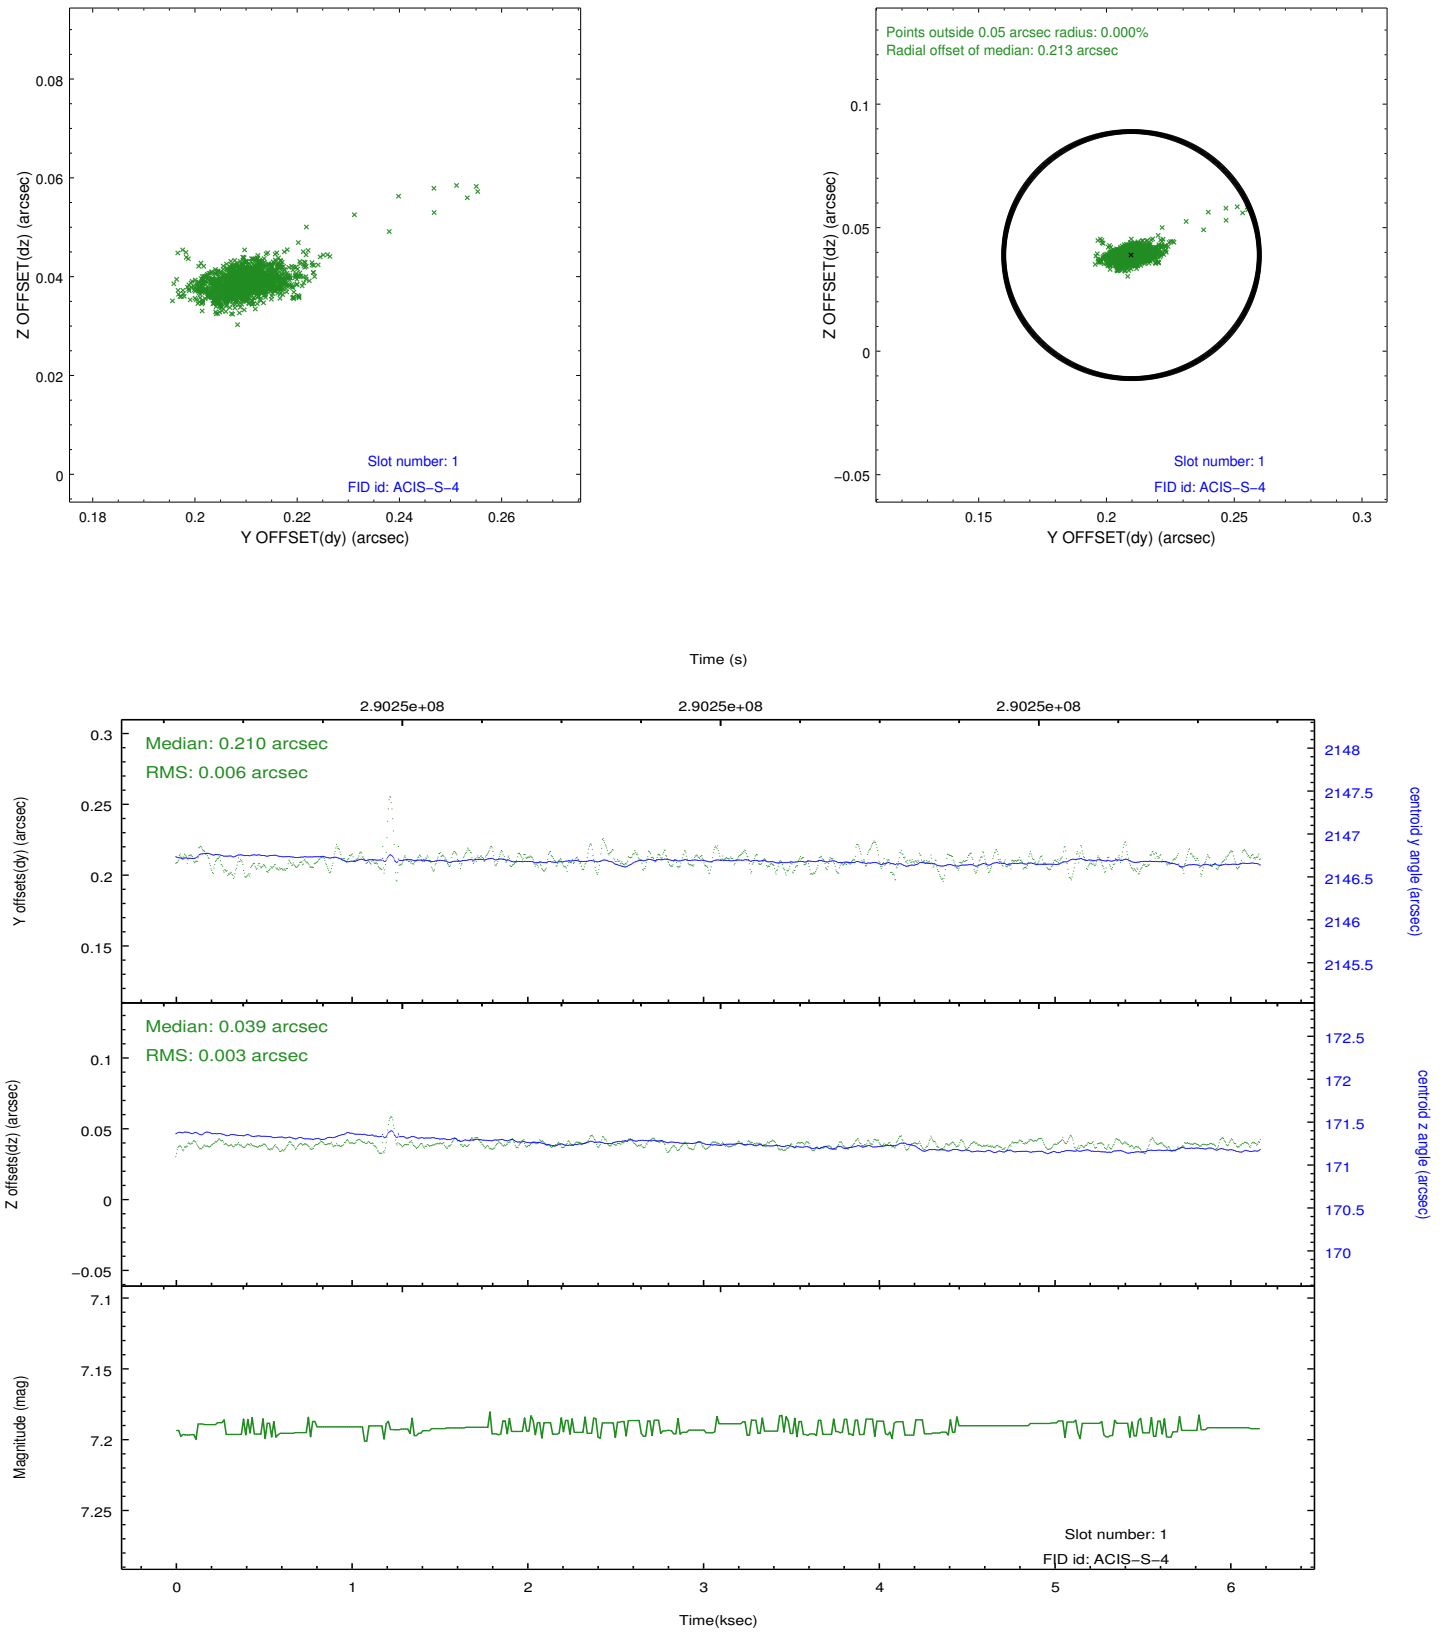 0.08
0.06
0.04
0.02
0
Z OFFSET(dz) (arcsec)
Slot number: 1
FID id: ACIS−S−4
0.18 0.2 0.22 0.24 0.26
Y OFFSET(dy) (arcsec)
Points outside 0.05 arcsec radius: 0.000%
Radial offset of median: 0.213 arcsec
0.1
0.05
0
−0.05
Z OFFSET(dz) (arcsec)
Slot number: 1
FID id: ACIS−S−4
0.15 0.2 0.25 0.3
Y OFFSET(dy) (arcsec)
Time (s)
2.9025e+08 2.9025e+08 2.9025e+08
Median: 0.210 arcsec
RMS: 0.006 arcsec
0.3
0.25
0.2
0.15
Y offsets(dy) (arcsec)
2148
2147.5
2147
2146.5
2146
2145.5
centroid y angle (arcsec)
Median: 0.039 arcsec
RMS: 0.003 arcsec
0.1
0.05
0
−0.05
Z offsets(dz) (arcsec)
172.5
172
171.5
171
170.5
170
centroid z angle (arcsec)
7.1
7.15
7.2
7.25
Magnitude (mag)
Slot number: 1
FID id: ACIS−S−4
0 1 2 3 4 5 6
Time(ksec)